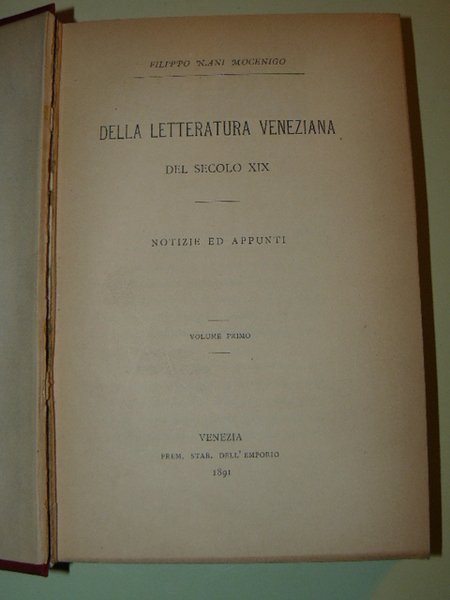 FILIPPO NANI MOCENIGO
DELLA LETTERATURA VENEZIANA
DEL SECOLO XIX
NOTIZIE ED APPUNTI
VOLUME PRIMO
VENEZIA
PREM. STAB. DELL' EMPORIO
1891